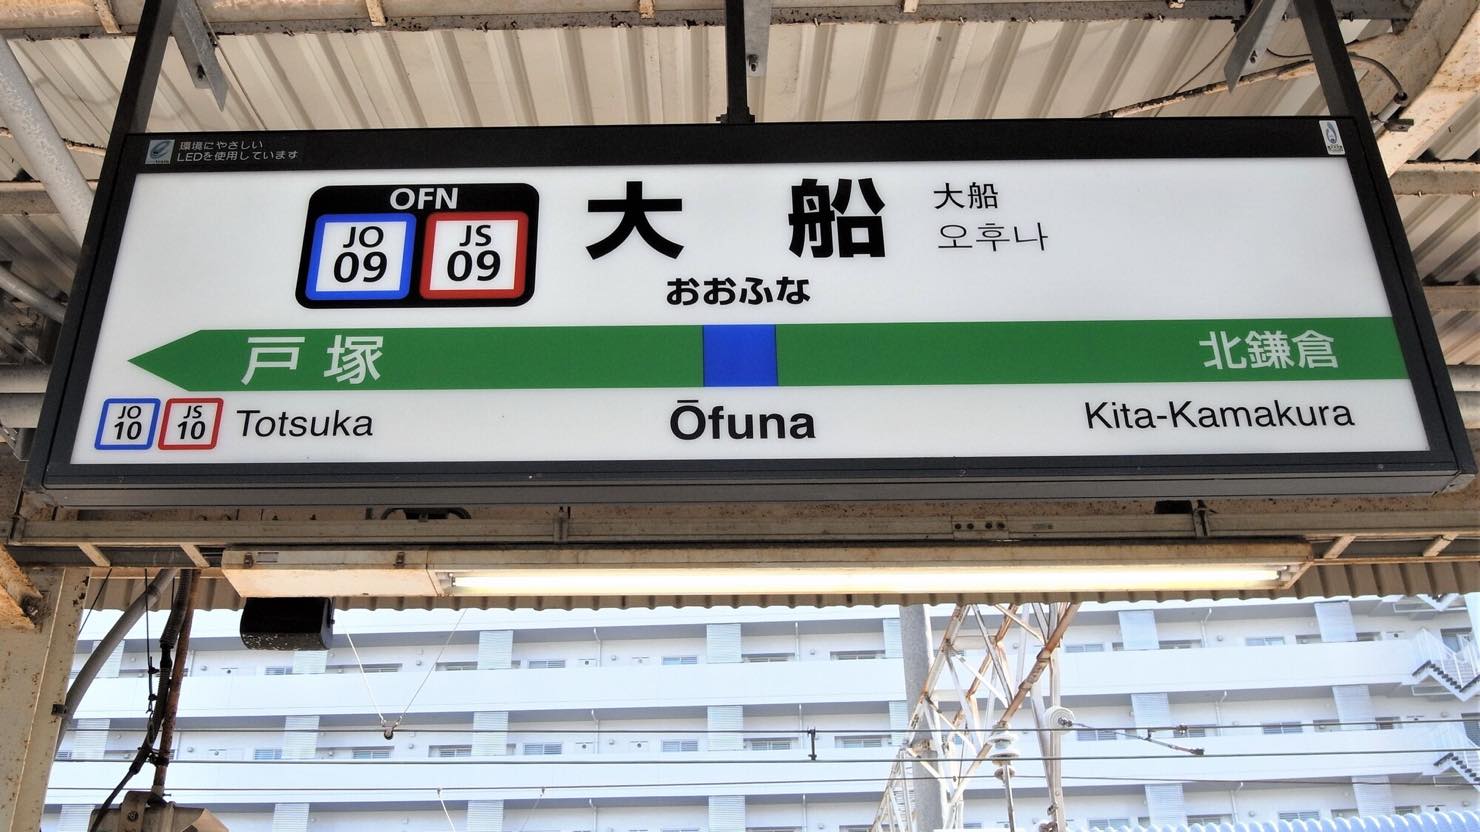 環境にやさしい
LEDを使用しています
OFN
JO
09
JS
09
大船
おおふな
大船
오후나
戸塚
北鎌倉
JO
10
JS
10
Totsuka
Ōfuna
Kita-Kamakura